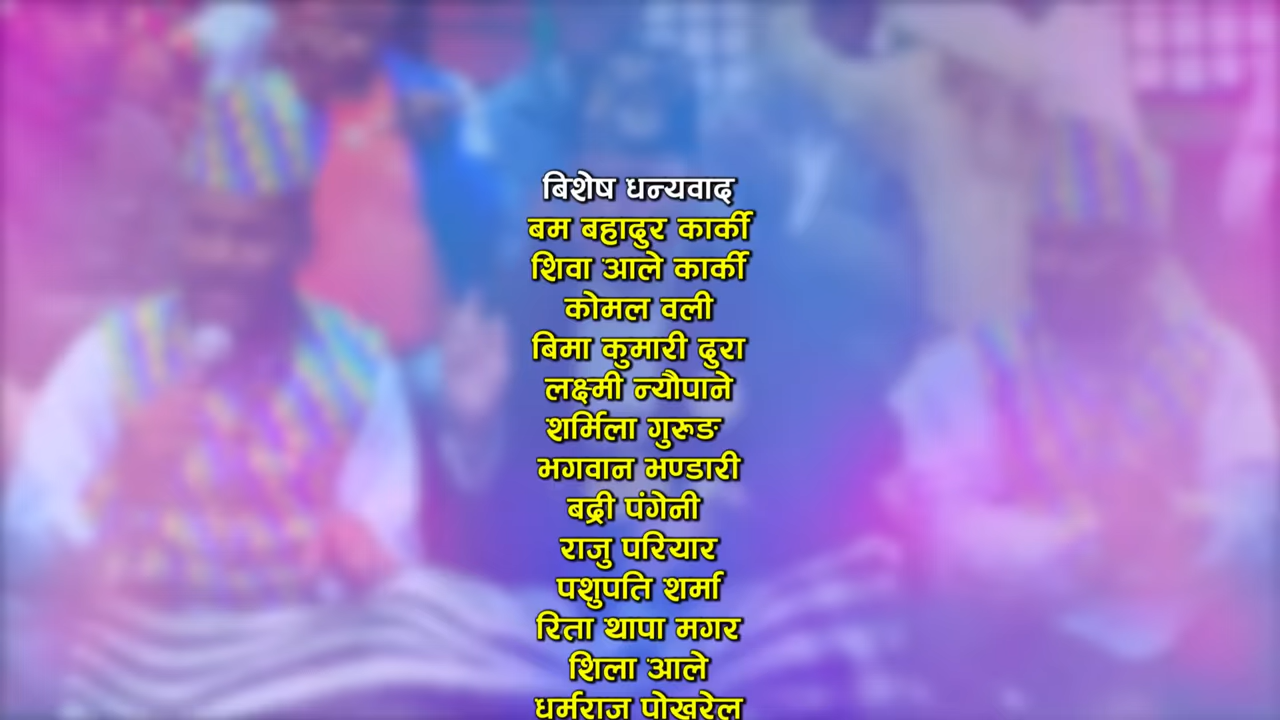 बिशेष धन्यवाद
बम बहादुर कार्की
शिवा आले कार्की
कोमल वली
बिमा कुमारी दुरा
लक्ष्मी न्यौपाने
शर्मिला गुरूङ
भगवान भण्डारी
बद्री पंगेनी
राजु परियार
पशुपति शर्मा
रिता थापा मगर
शिला आले
धर्मराज पोखरेल